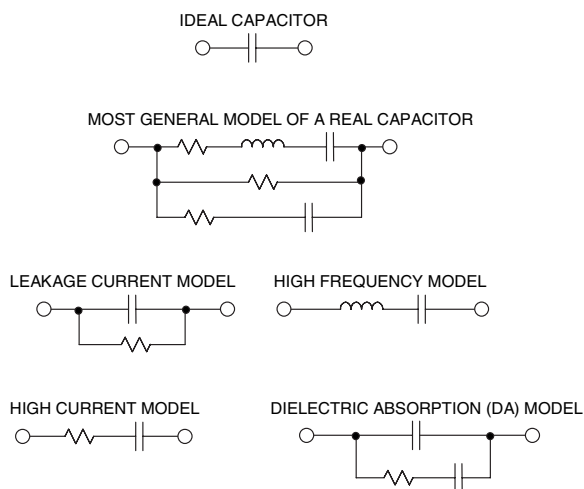 IDEAL CAPACITOR
MOST GENERAL MODEL OF A REAL CAPACITOR
LEAKAGE CURRENT MODEL
HIGH FREQUENCY MODEL
HIGH CURRENT MODEL
DIELECTRIC ABSORPTION (DA) MODEL